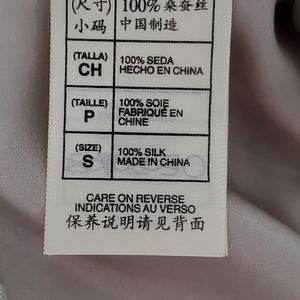 (尺寸) 100% 桑蚕丝
小码 中国制造
(TALLA) 100% SEDA
CH HECHO EN CHINA
(TAILLE) 100% SOIE
P FABRIQUÉ EN
CHINE
(SIZE) 100% SILK
S MADE IN CHINA
CARE ON REVERSE
INDICATIONS AU VERSO
保养说明请见背面